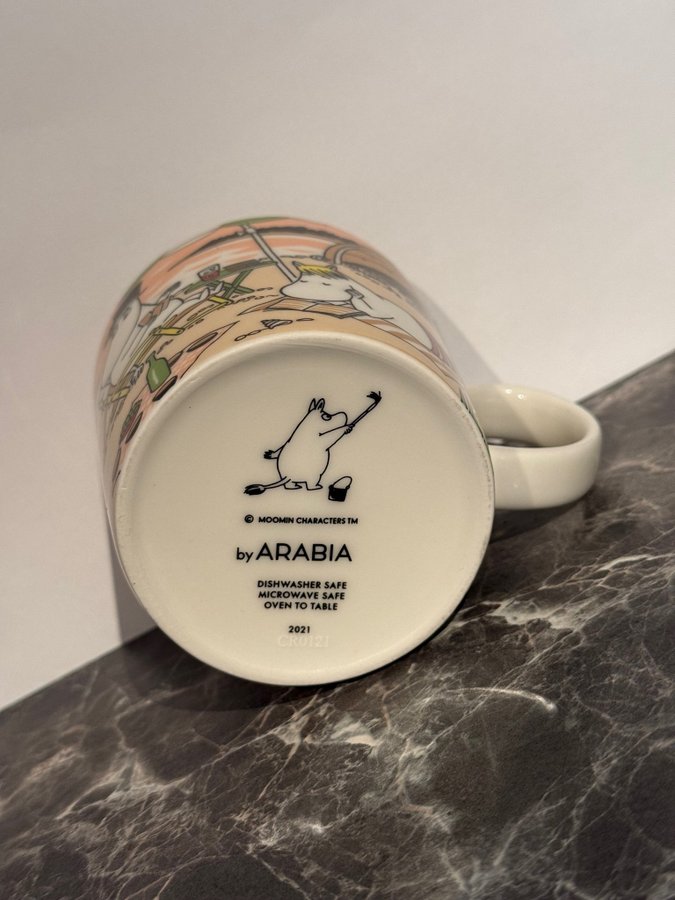 © MOOMIN CHARACTERS TM
by ARABIA
DISHWASHER SAFE
MICROWAVE SAFE
OVEN TO TABLE
2021